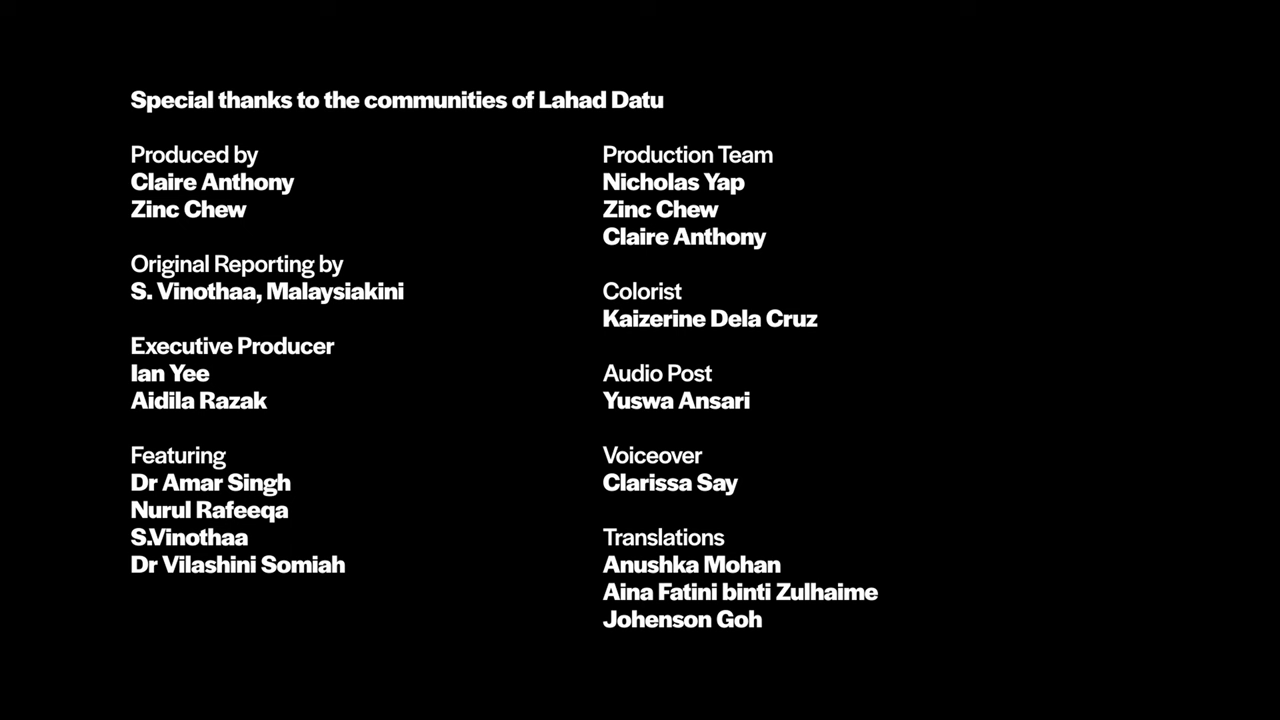 Special thanks to the communities of Lahad Datu
Produced by
Claire Anthony
Zinc Chew
Original Reporting by
S. Vinothaa, Malaysiakini
Executive Producer
Ian Yee
Aidila Razak
Featuring
Dr Amar Singh
Nurul Rafeeqa
S.Vinothaa
Dr Vilashini Somiah
Production Team
Nicholas Yap
Zinc Chew
Claire Anthony
Colorist
Kaizerine Dela Cruz
Audio Post
Yuswa Ansari
Voiceover
Clarissa Say
Translations
Anushka Mohan
Aina Fatini binti Zulhaime
Johenson Goh